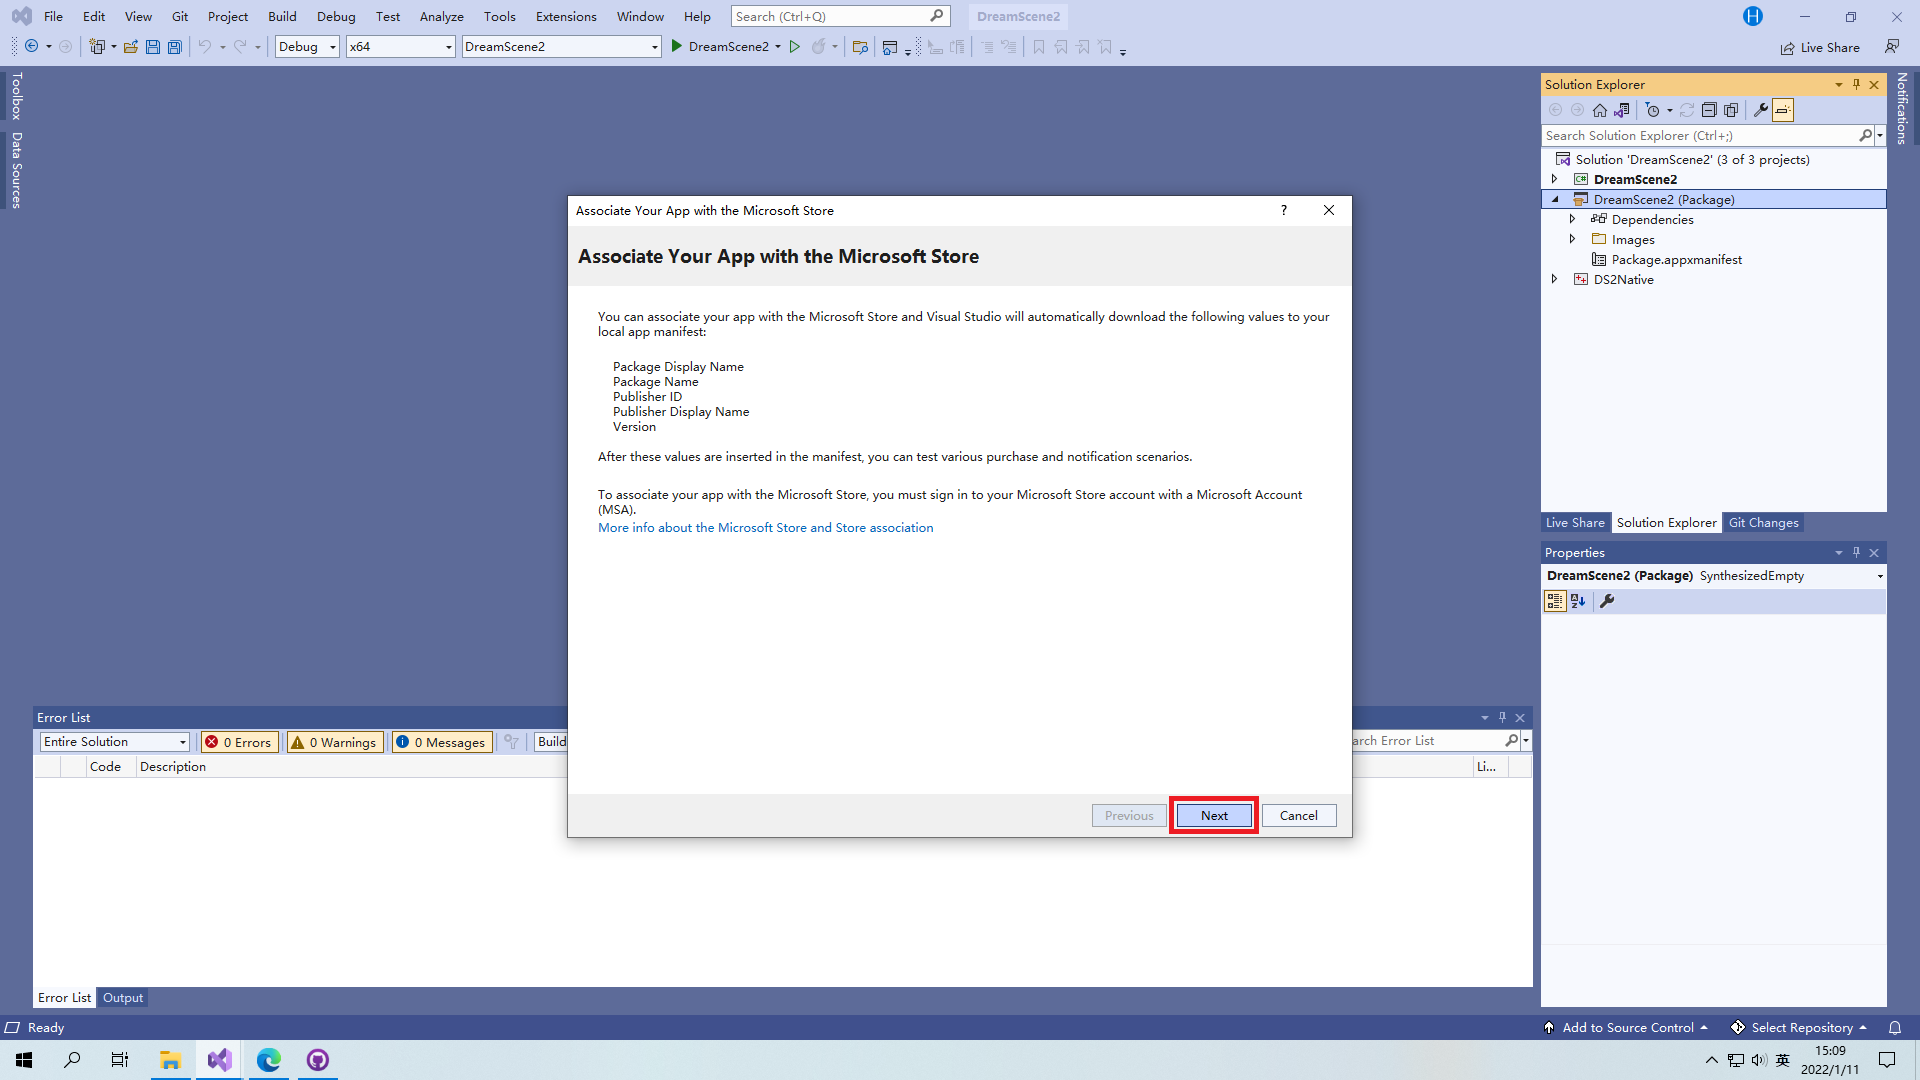 File Edit View Git Project Build Debug Test Analyze Tools Extensions Window Help Search (Ctrl+Q) DreamScene2
H
Debug x64 DreamScene2 DreamScene2 Live Share
Toolbox
Data Sources
Notifications
Solution Explorer
Search Solution Explorer (Ctrl+;)
Solution 'DreamScene2' (3 of 3 projects)
DreamScene2
DreamScene2 (Package)
Dependencies
Images
Package.appxmanifest
DS2Native
Live Share Solution Explorer Git Changes
Properties
DreamScene2 (Package) SynthesizedEmpty
Associate Your App with the Microsoft Store ?
Associate Your App with the Microsoft Store
You can associate your app with the Microsoft Store and Visual Studio will automatically download the following values to your
local app manifest:
Package Display Name
Package Name
Publisher ID
Publisher Display Name
Version
After these values are inserted in the manifest, you can test various purchase and notification scenarios.
To associate your app with the Microsoft Store, you must sign in to your Microsoft Store account with a Microsoft Account
(MSA).
More info about the Microsoft Store and Store association
Previous Next Cancel
Error List
Entire Solution 0 Errors 0 Warnings 0 Messages Build arch Error List
Code Description Li...
Error List Output
Ready Add to Source Control Select Repository
英 15:09
2022/1/11